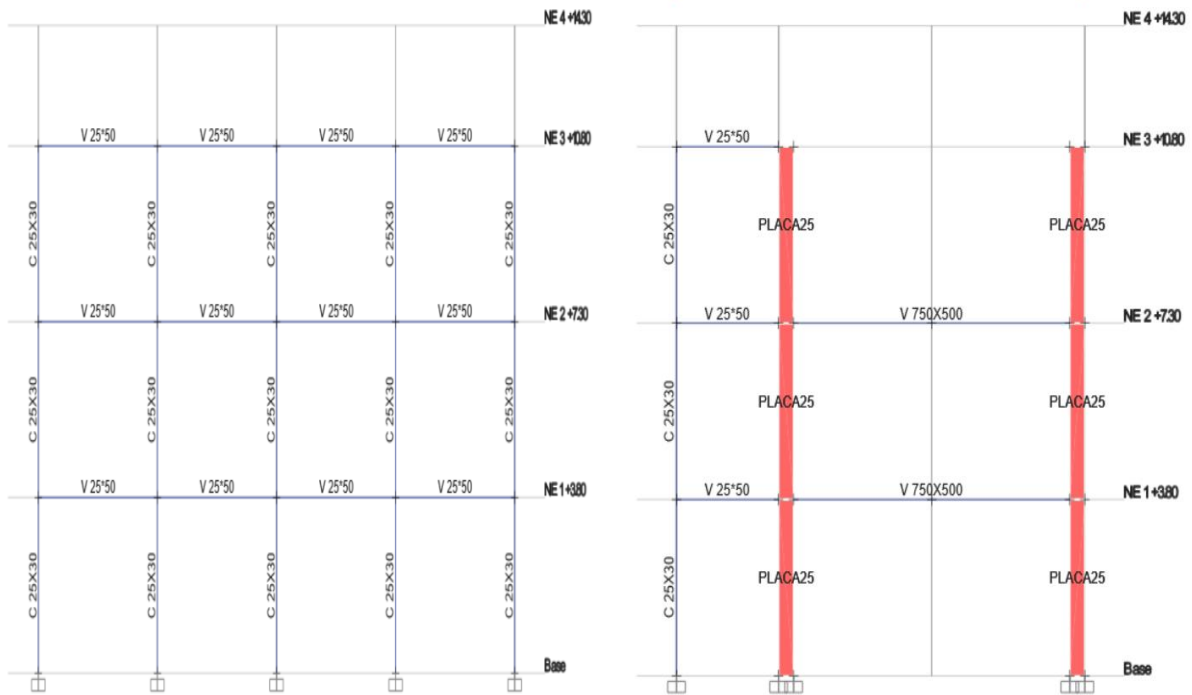 NE 4 +14.30
V 25*50 V 25*50 V 25*50 V 25*50
NE 3 +10.80
C 25X30 C 25X30 C 25X30 C 25X30 C 25X30
V 25*50 V 25*50 V 25*50 V 25*50
NE 2 +7.30
C 25X30 C 25X30 C 25X30 C 25X30 C 25X30
V 25*50 V 25*50 V 25*50 V 25*50
NE 1 +3.80
C 25X30 C 25X30 C 25X30 C 25X30 C 25X30
Base
NE 4 +14.30
V 25*50
NE 3 +10.80
C 25X30 PLACA25 PLACA25
V 25*50 V 750X500
NE 2 +7.30
C 25X30 PLACA25 PLACA25
V 25*50 V 750X500
NE 1 +3.80
C 25X30 PLACA25 PLACA25
Base